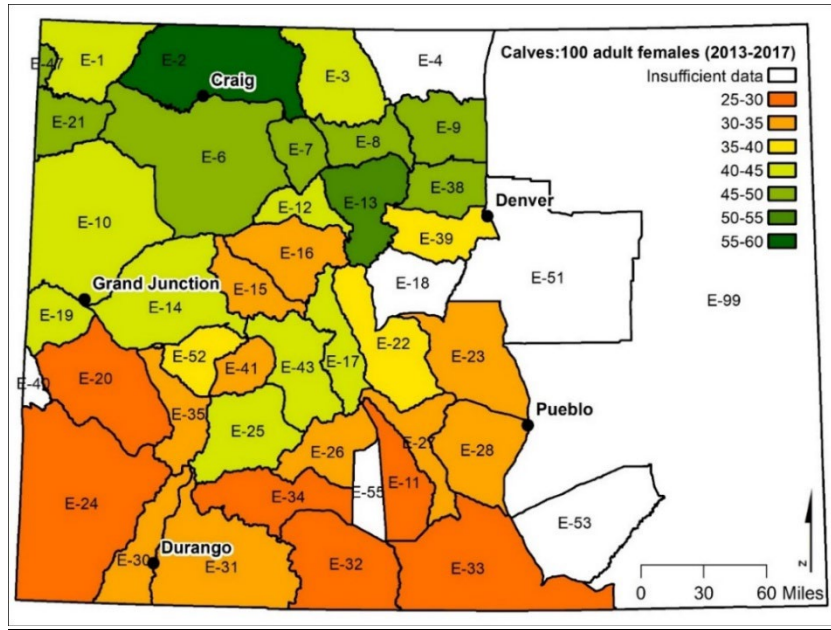 Calves:100 adult females (2013-2017)
Insufficient data
25-30
30-35
35-40
40-45
45-50
50-55
55-60
E-47
E-1
E-2
E-3
E-4
Craig
E-21
E-6
E-7
E-8
E-9
E-10
E-12
E-13
E-38
Denver
E-39
E-16
E-15
E-18
E-51
E-99
Grand Junction
E-14
E-19
E-17
E-22
E-23
E-52
E-41
E-43
E-40
E-20
E-35
E-25
E-26
E-27
E-28
Pueblo
E-24
E-34
E-55
E-11
E-53
E-30
Durango
E-31
E-32
E-33
N
0 30 60 Miles